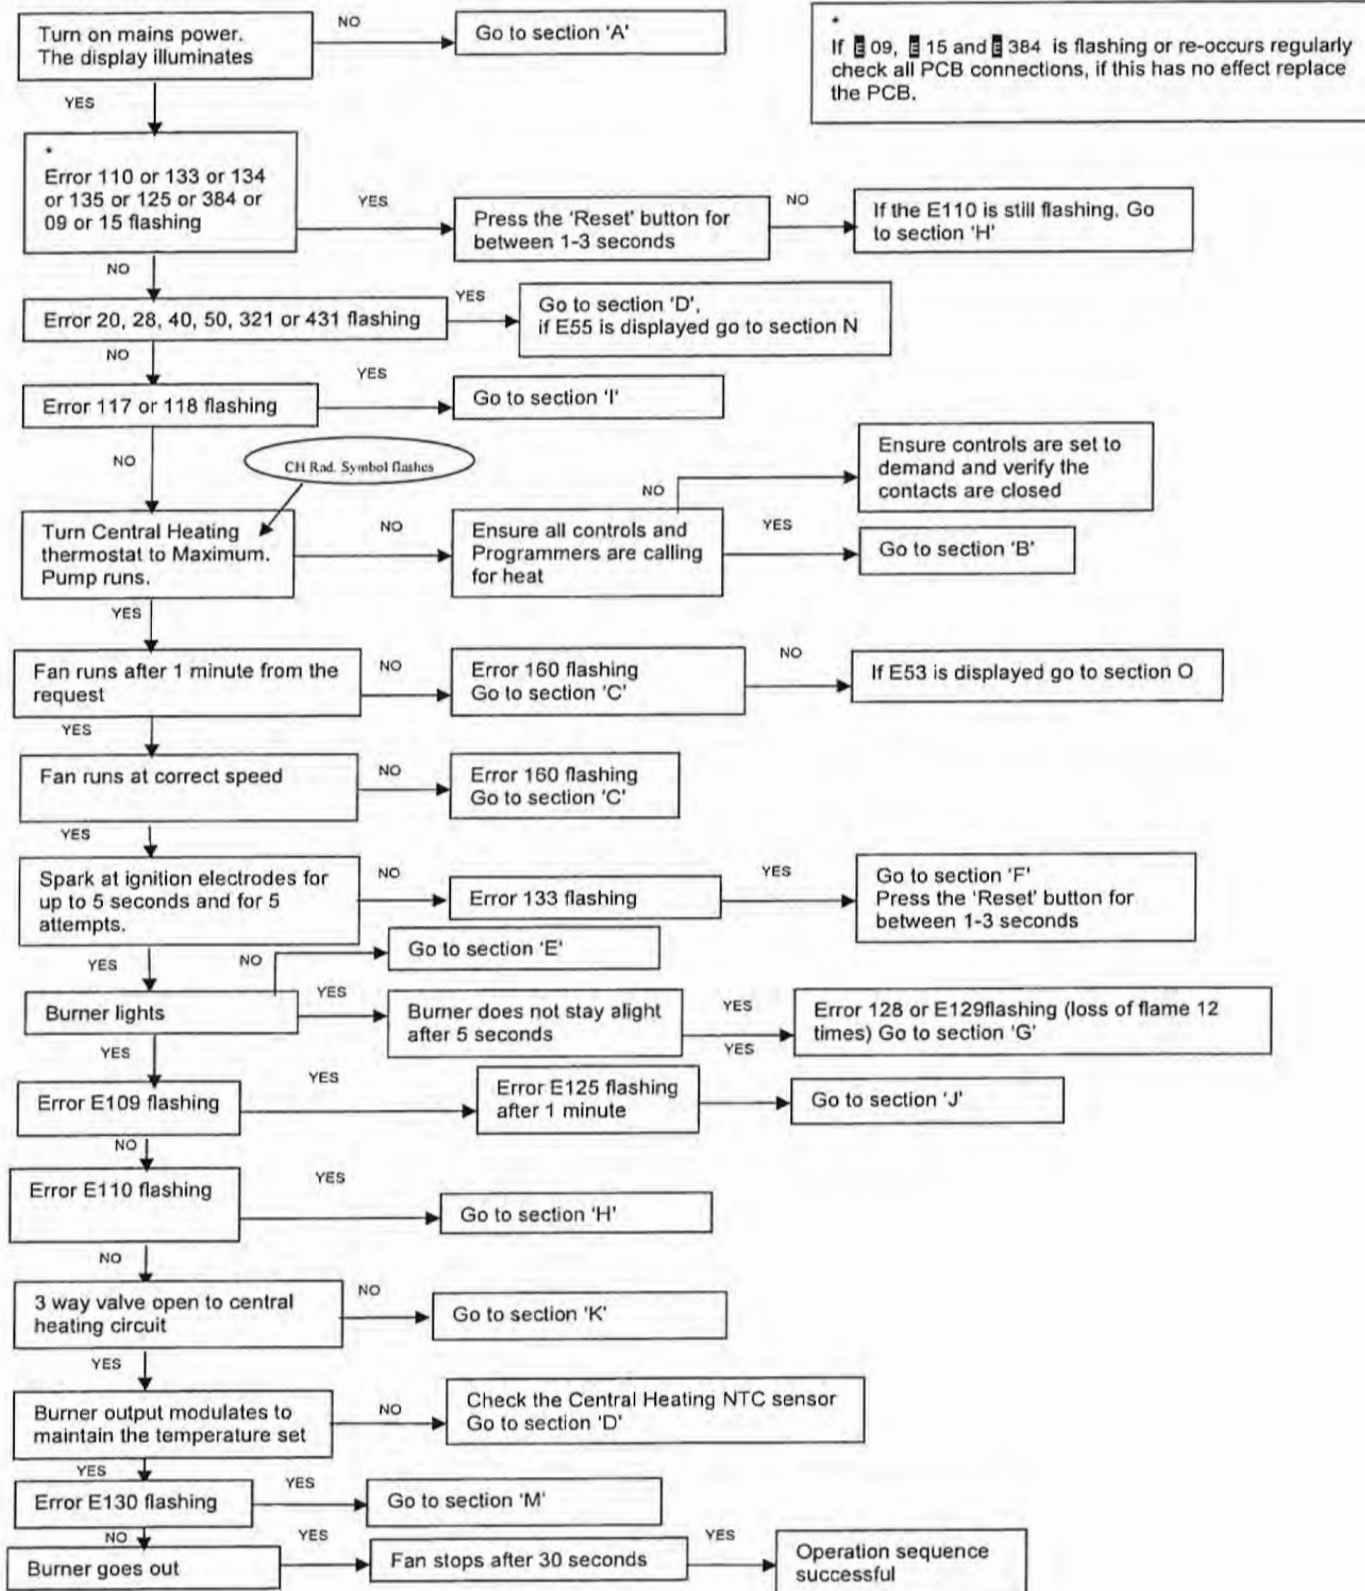 Turn on mains power.
The display illuminates
NO
Go to section 'A'
*
If E 09, E 15 and E 384 is flashing or re-occurs regularly
check all PCB connections, if this has no effect replace
the PCB.
YES
*
Error 110 or 133 or 134
or 135 or 125 or 384 or
09 or 15 flashing
YES
Press the 'Reset' button for
between 1-3 seconds
NO
If the E110 is still flashing. Go
to section 'H'
NO
Error 20, 28, 40, 50, 321 or 431 flashing
YES
Go to section 'D',
if E55 is displayed go to section N
NO
Error 117 or 118 flashing
YES
Go to section 'I'
NO
CH Rad. Symbol flashes
Turn Central Heating
thermostat to Maximum.
Pump runs.
NO
Ensure all controls and
Programmers are calling
for heat
NO
Ensure controls are set to
demand and verify the
contacts are closed
YES
Go to section 'B'
YES
Fan runs after 1 minute from the
request
NO
Error 160 flashing
Go to section 'C'
NO
If E53 is displayed go to section O
YES
Fan runs at correct speed
NO
Error 160 flashing
Go to section 'C'
YES
Spark at ignition electrodes for
up to 5 seconds and for 5
attempts.
NO
Error 133 flashing
YES
Go to section 'F'
Press the 'Reset' button for
between 1-3 seconds
YES
NO
Go to section 'E'
Burner lights
YES
Burner does not stay alight
after 5 seconds
YES
YES
Error 128 or E129flashing (loss of flame 12
times) Go to section 'G'
YES
Error E109 flashing
YES
Error E125 flashing
after 1 minute
Go to section 'J'
NO
Error E110 flashing
YES
Go to section 'H'
NO
3 way valve open to central
heating circuit
NO
Go to section 'K'
YES
Burner output modulates to
maintain the temperature set
NO
Check the Central Heating NTC sensor
Go to section 'D'
YES
Error E130 flashing
YES
Go to section 'M'
NO
Burner goes out
YES
Fan stops after 30 seconds
YES
Operation sequence
successful